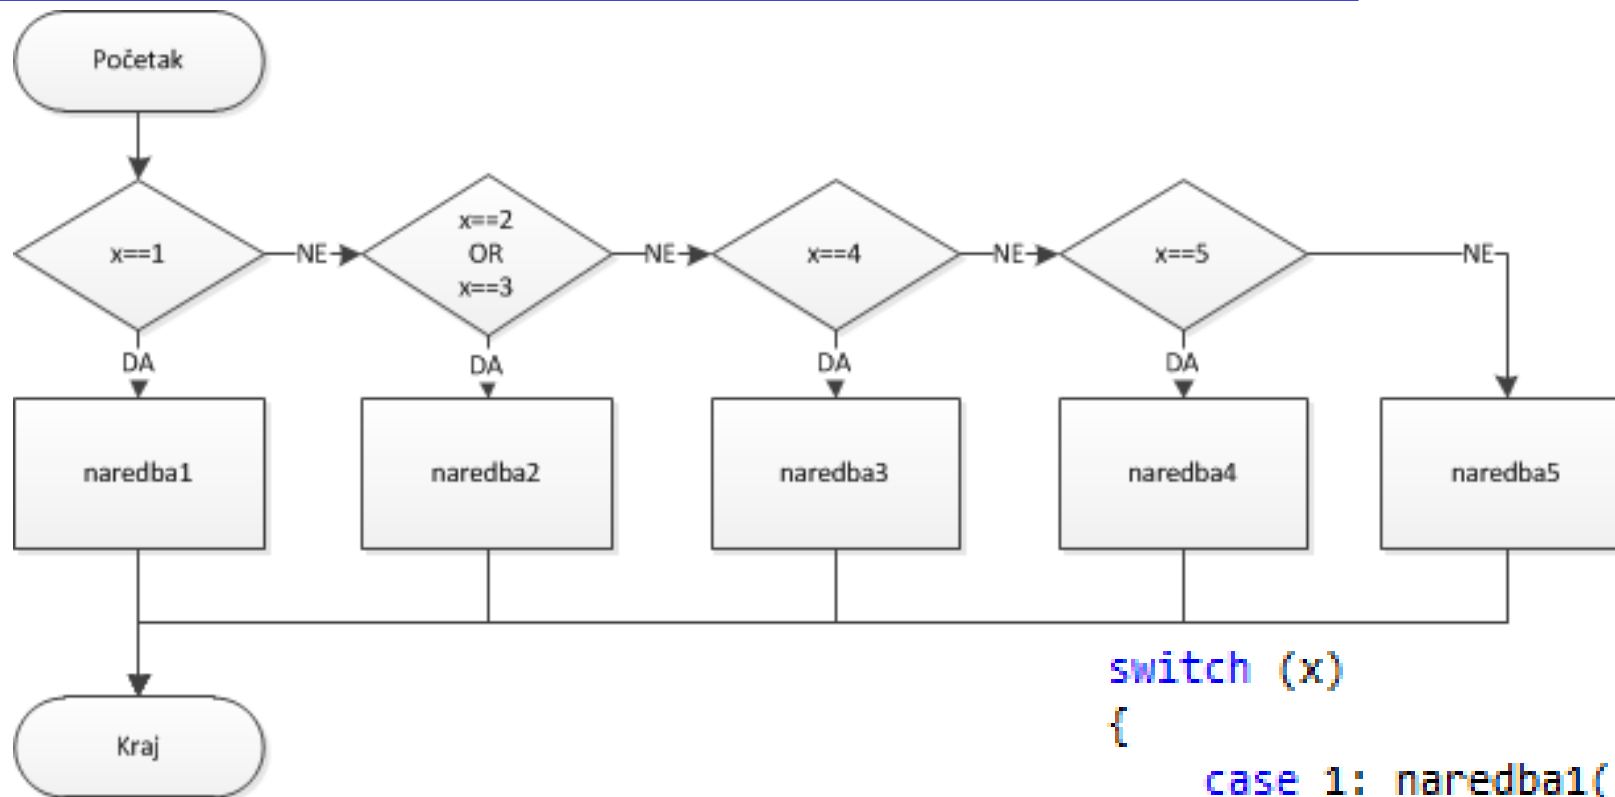 Početak
x==1
NE
x==2
OR
x==3
NE
x==4
NE
x==5
NE
DA
DA
DA
DA
naredba1
naredba2
naredba3
naredba4
naredba5
Kraj
switch (x)
{
case 1: naredba1(